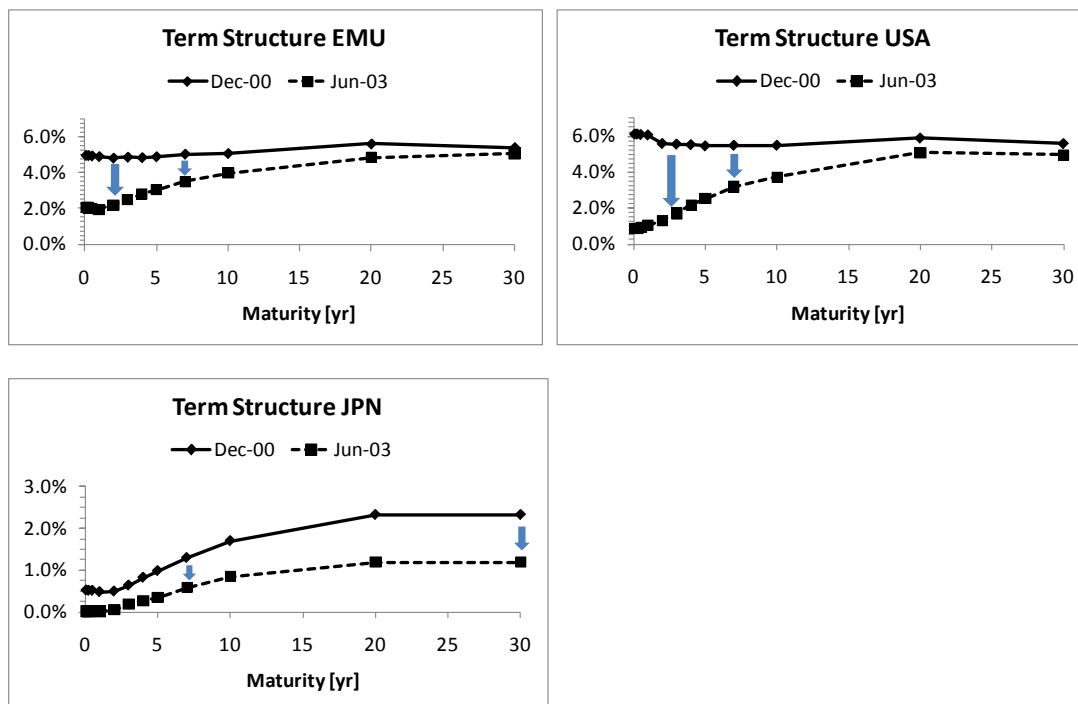 Term Structure EMU
Dec-00 Jun-03
6.0%
4.0%
2.0%
0.0%
0 5 10 15 20 25 30
Maturity [yr]
Term Structure USA
Dec-00 Jun-03
6.0%
4.0%
2.0%
0.0%
0 5 10 15 20 25 30
Maturity [yr]
Term Structure JPN
Dec-00 Jun-03
3.0%
2.0%
1.0%
0.0%
0 5 10 15 20 25 30
Maturity [yr]